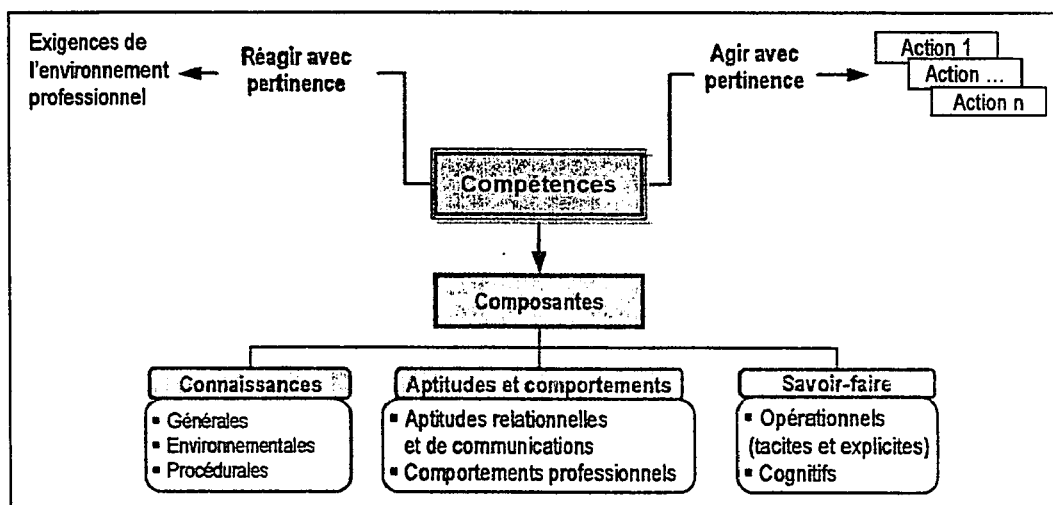 Exigences de
l'environnement
professionnel
Réagir avec
pertinence
Agir avec
pertinence
Action 1
Action ...
Action n
Compétences
Composantes
Connaissances
▪ Générales
▪ Environnementales
▪ Procédurales
Aptitudes et comportements
▪ Aptitudes relationnelles
et de communications
▪ Comportements professionnels
Savoir-faire
▪ Opérationnels
(tacites et explicites)
▪ Cognitifs